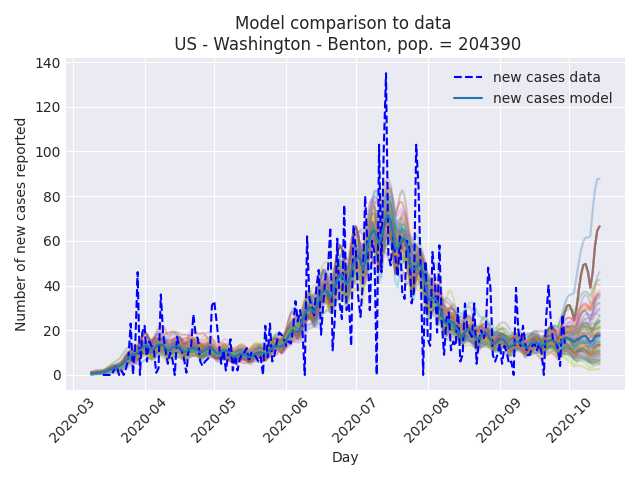 Model comparison to data
US - Washington - Benton, pop. = 204390
new cases data
new cases model
Number of new cases reported
140
120
100
80
60
40
20
0
2020-03
2020-04
2020-05
2020-06
2020-07
2020-08
2020-09
2020-10
Day